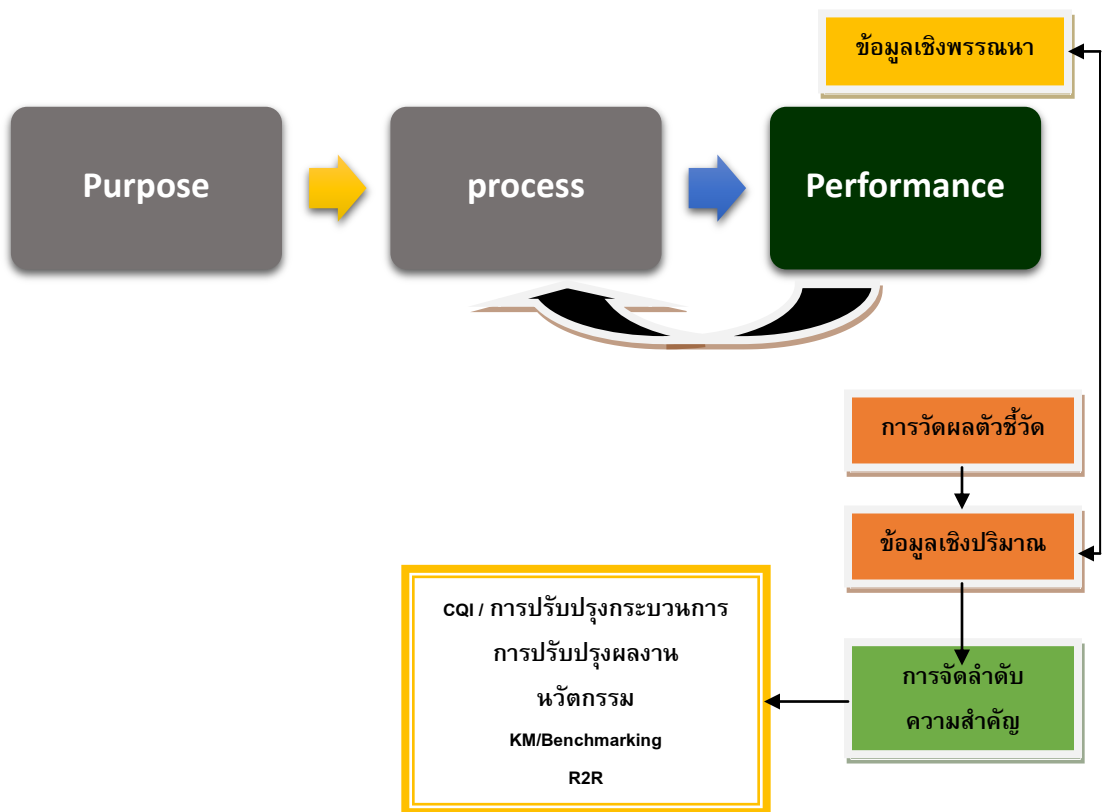 ข้อมูลเชิงพรรณหา
Purpose
process
Performance
การวัดผลตัวชี้วัด
ข้อมูลเชิงปริมาณ
CQI / การปรับปรุงกระบวนการ
การปรับปรุงผลงาน
นวัตกรรม
KM/Benchmarking
R2R
การจัดลำดับ
ความสำคัญ